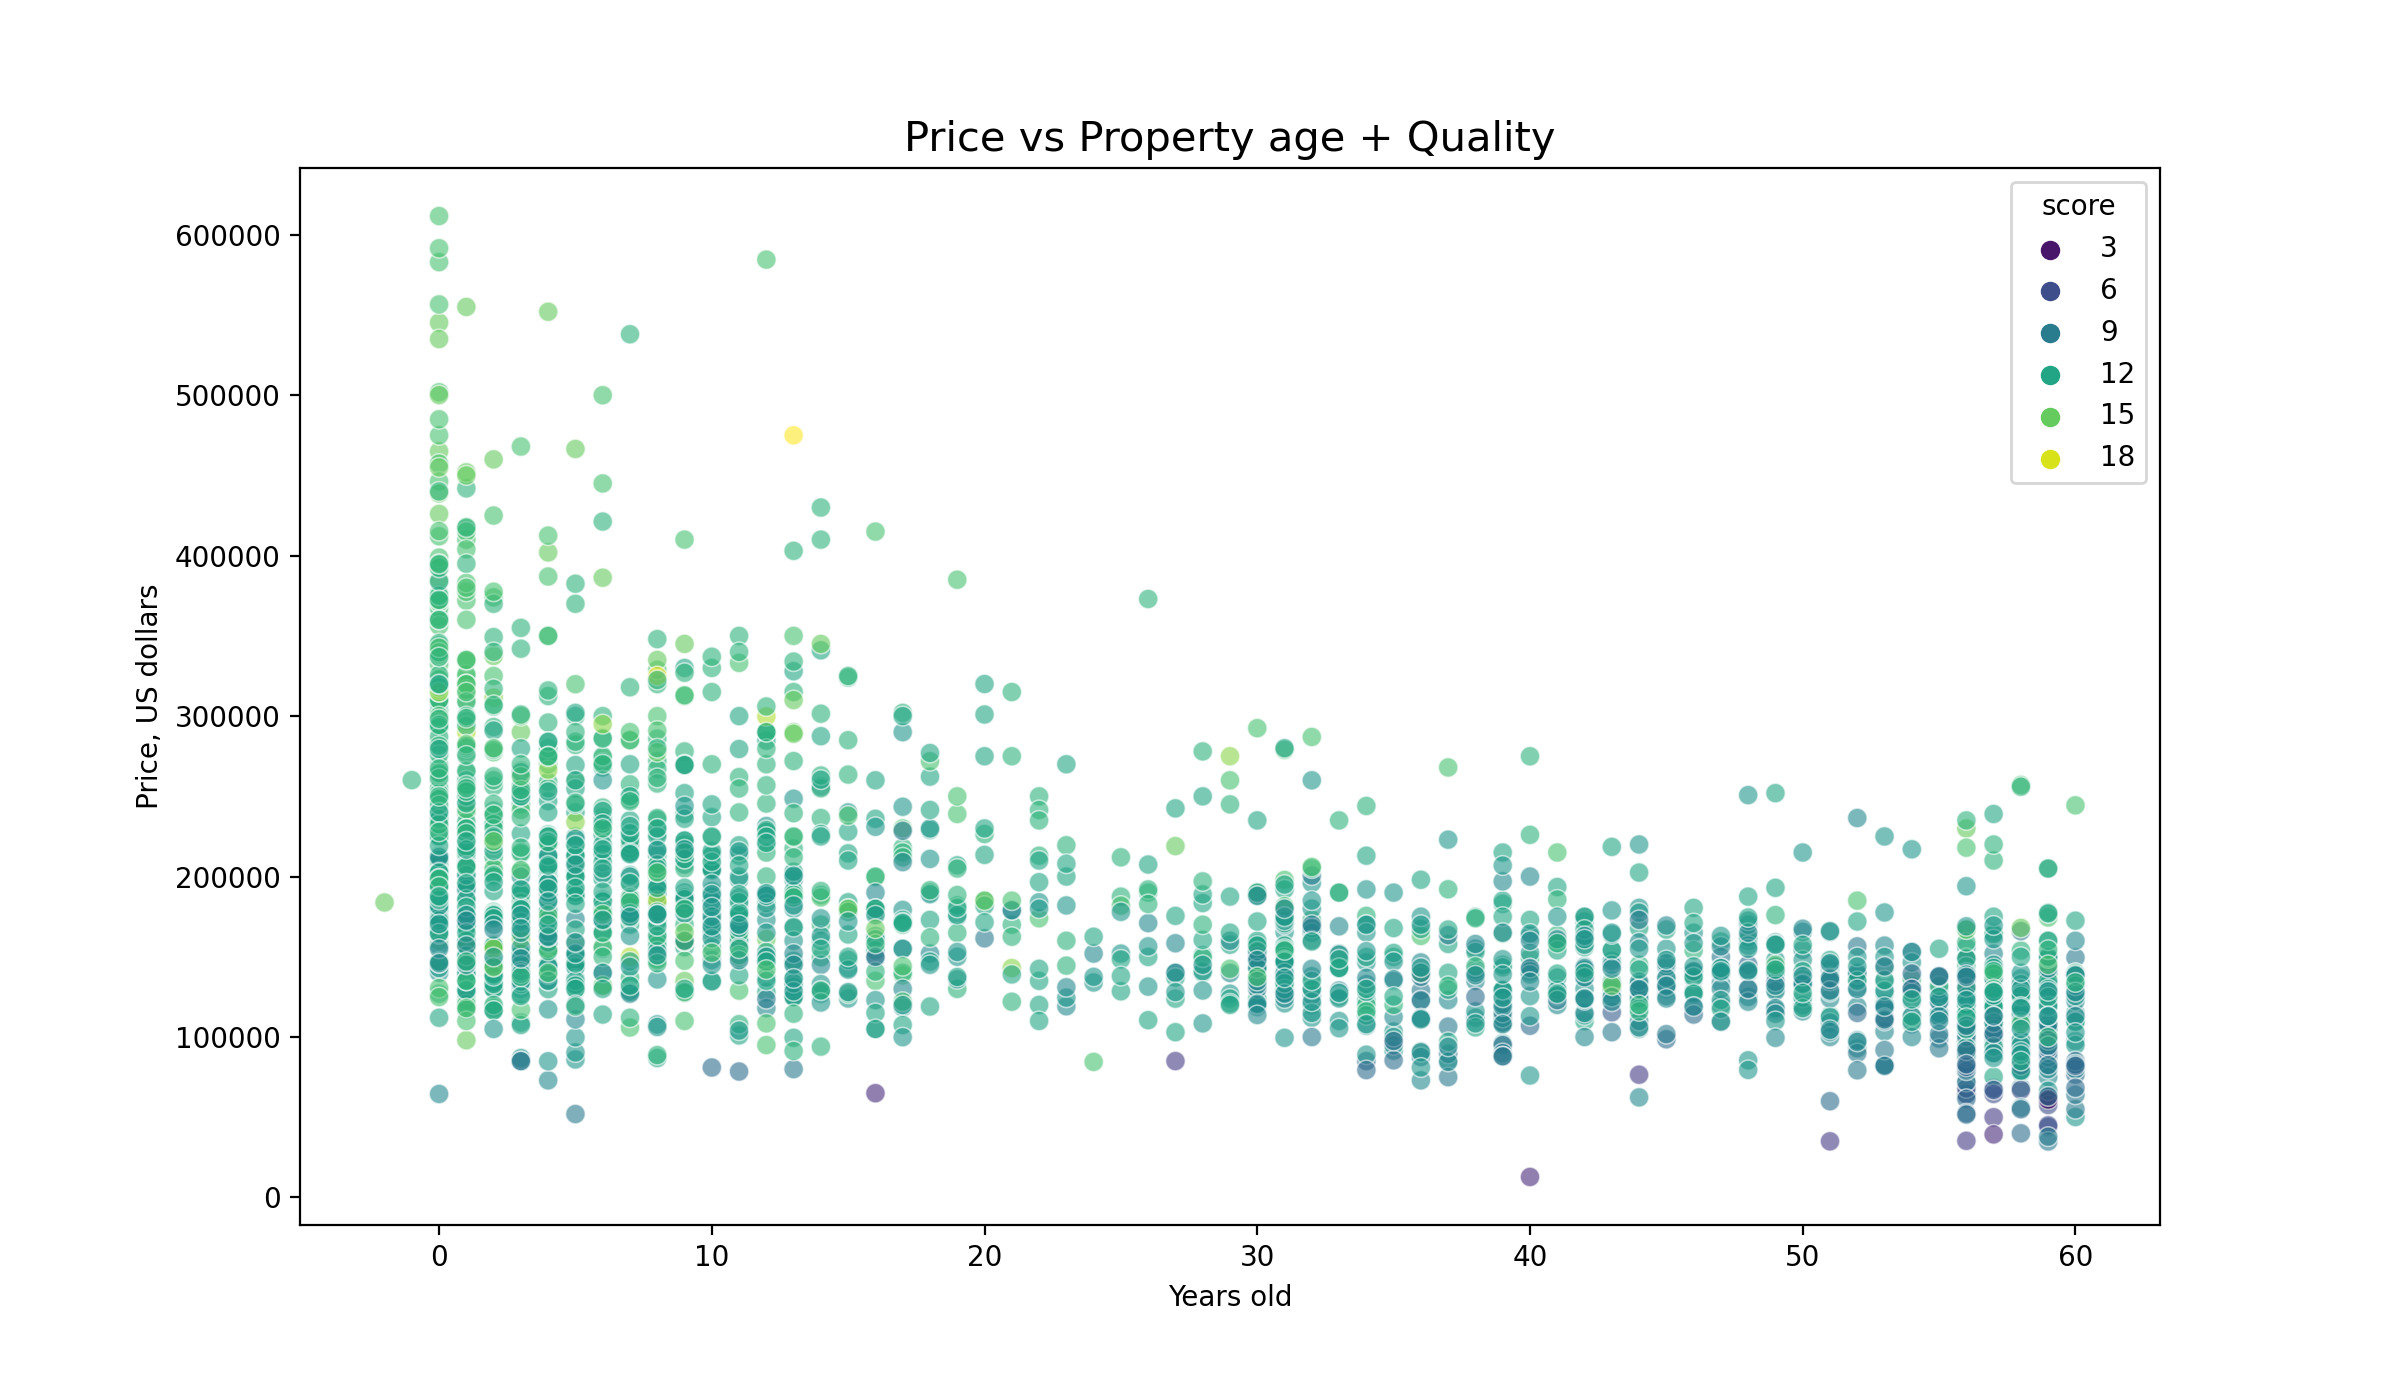 Price vs Property age + Quality
Price, US dollars
600000
500000
400000
300000
200000
100000
0
score
3
6
9
12
15
18
0 10 20 30 40 50 60
Years old